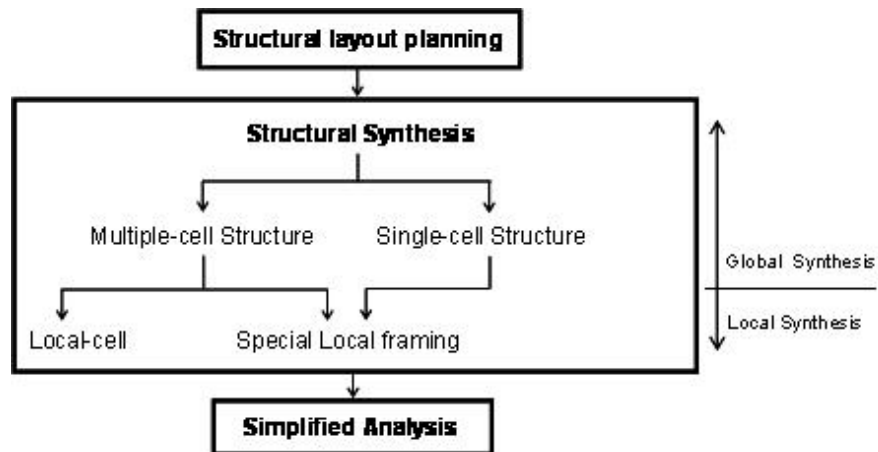 Structural layout planning
Structural Synthesis
Multiple-cell Structure
Single-cell Structure
Global Synthesis
Local Synthesis
Local-cell
Special Local framing
Simplified Analysis